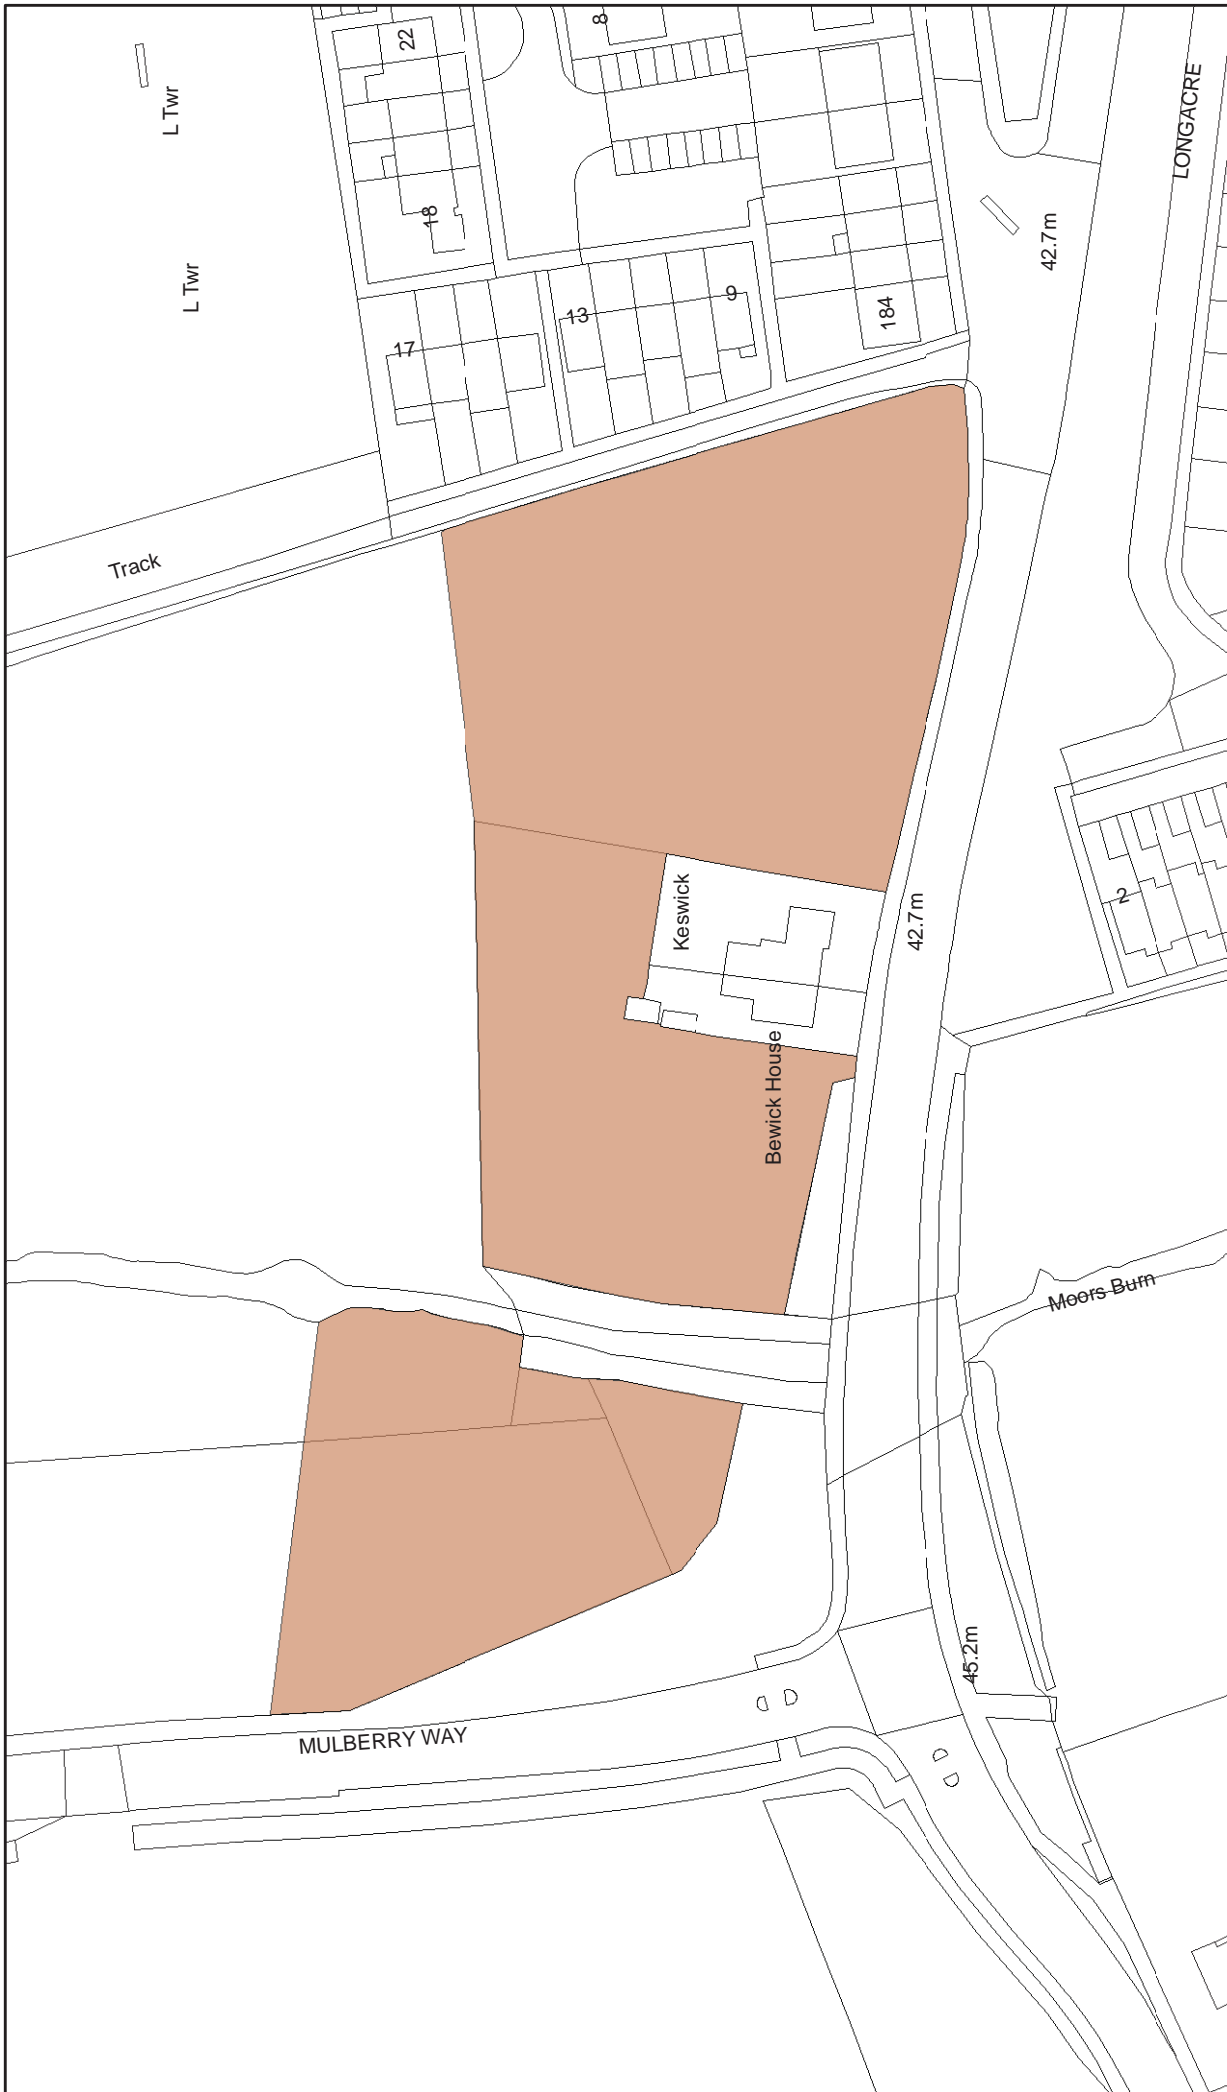 22
8
L Twr
LONGACRE
18
42.7m
L Twr
9
13
184
17
Track
Keswick
2
42.7m
Bewick House
Moors Burn
45.2m
MULBERRY WAY